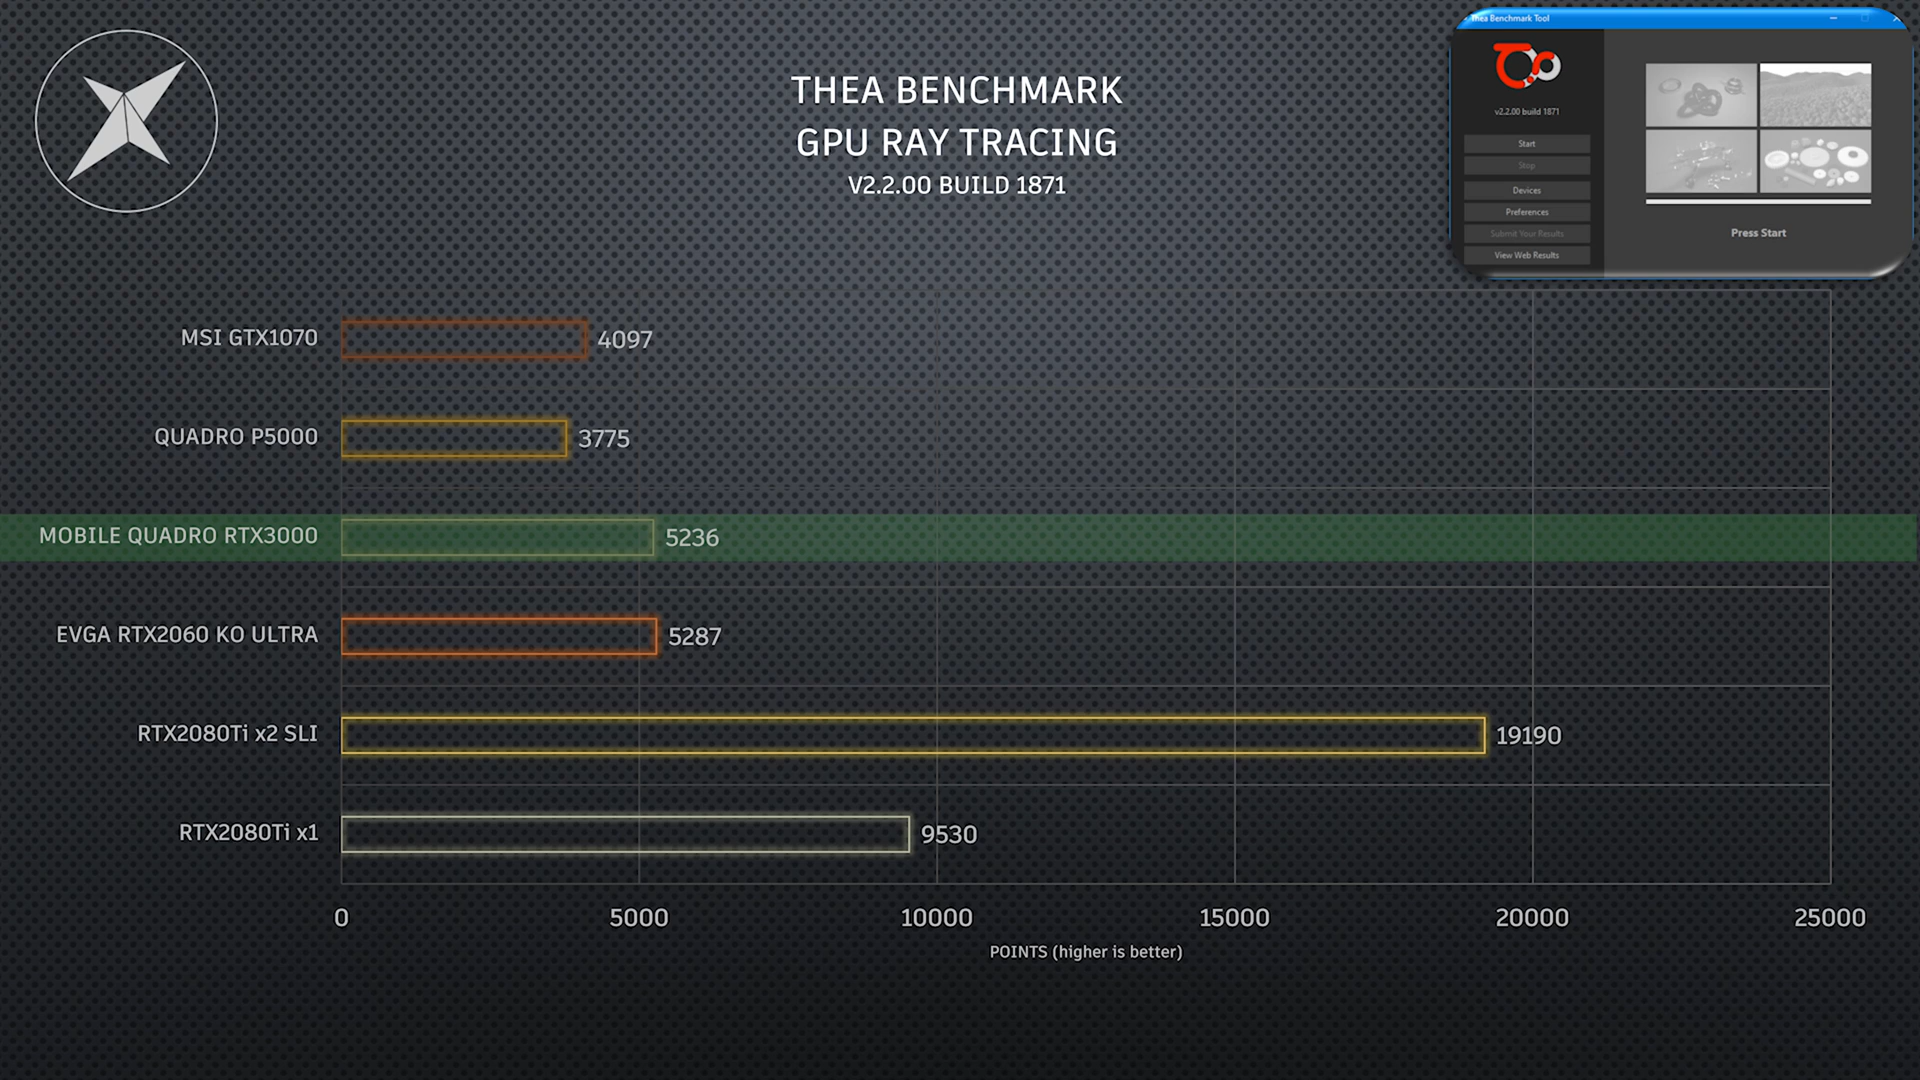 THEA BENCHMARK
GPU RAY TRACING
V2.2.00 BUILD 1871
Thea Benchmark Tool
v2.2.00 build 1871
Start
Stop
Devices
Preferences
Submit Your Results
View Web Results
Press Start
MSI GTX1070 4097
QUADRO P5000 3775
MOBILE QUADRO RTX3000 5236
EVGA RTX2060 KO ULTRA 5287
RTX2080Ti x2 SLI 19190
RTX2080Ti x1 9530
0 5000 10000 15000 20000 25000
POINTS (higher is better)